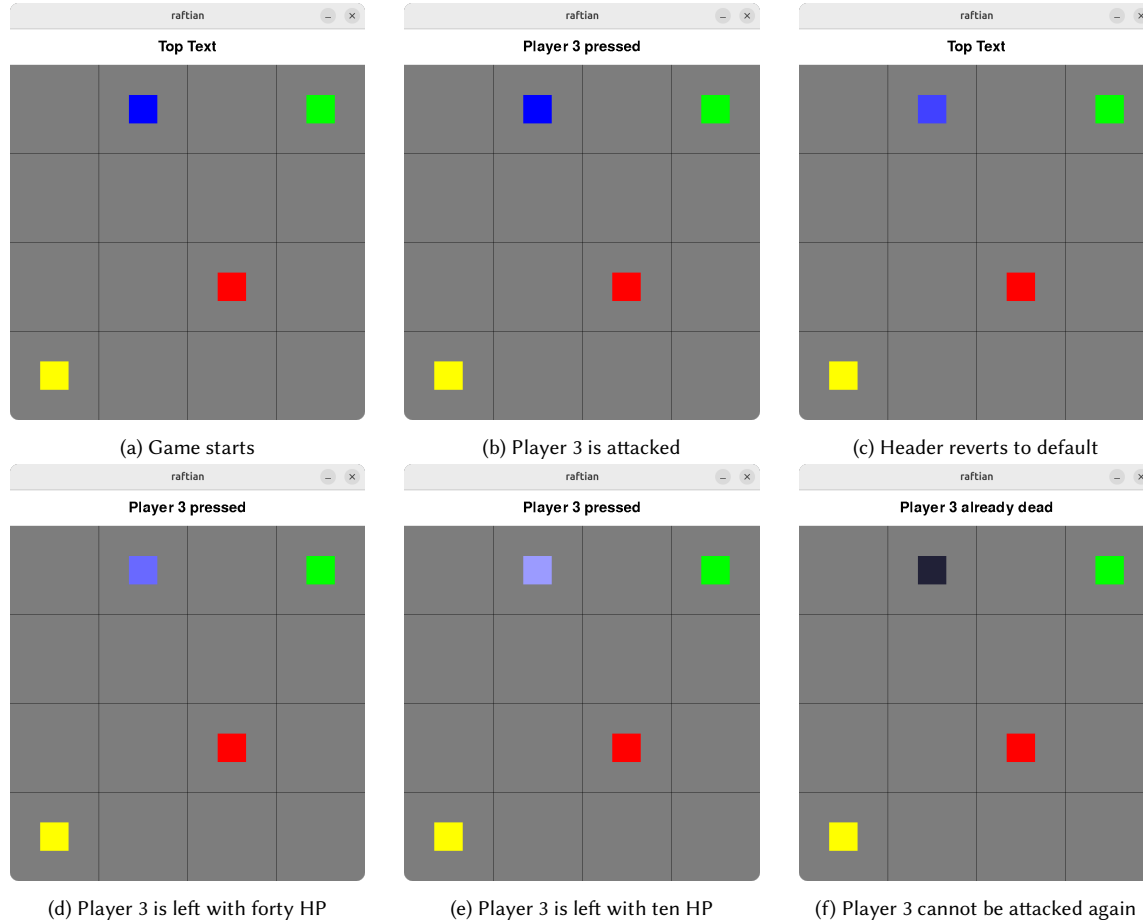 raftian
Top Text
(a) Game starts
raftian
Player 3 pressed
(b) Player 3 is attacked
raftian
Top Text
(c) Header reverts to default
raftian
Player 3 pressed
(d) Player 3 is left with forty HP
raftian
Player 3 pressed
(e) Player 3 is left with ten HP
raftian
Player 3 already dead
(f) Player 3 cannot be attacked again